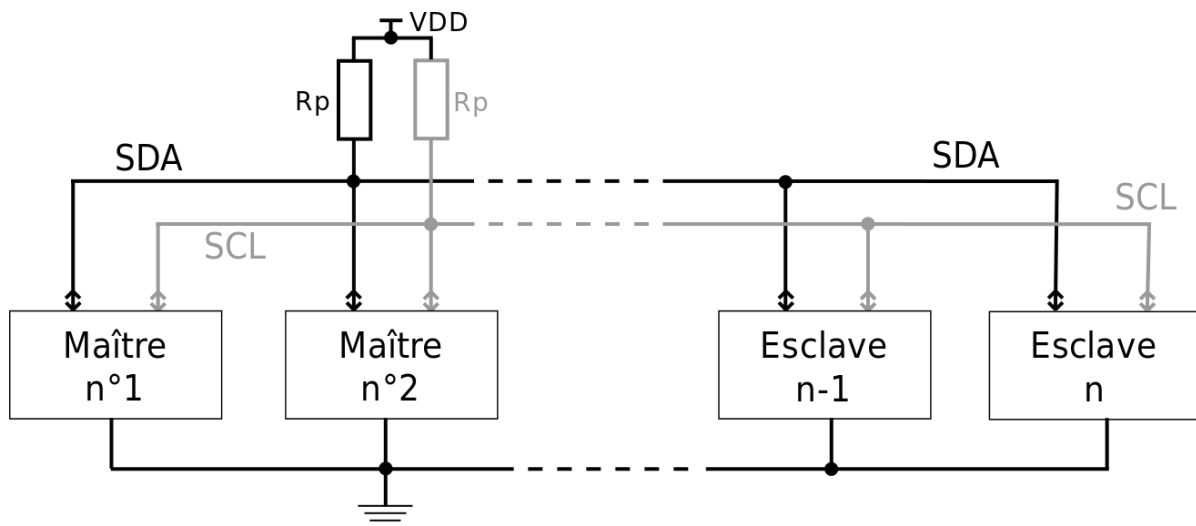 VDD
Rp
Rp
SDA
SDA
SCL
SCL
Maître
n°1
Maître
n°2
Esclave
n-1
Esclave
n